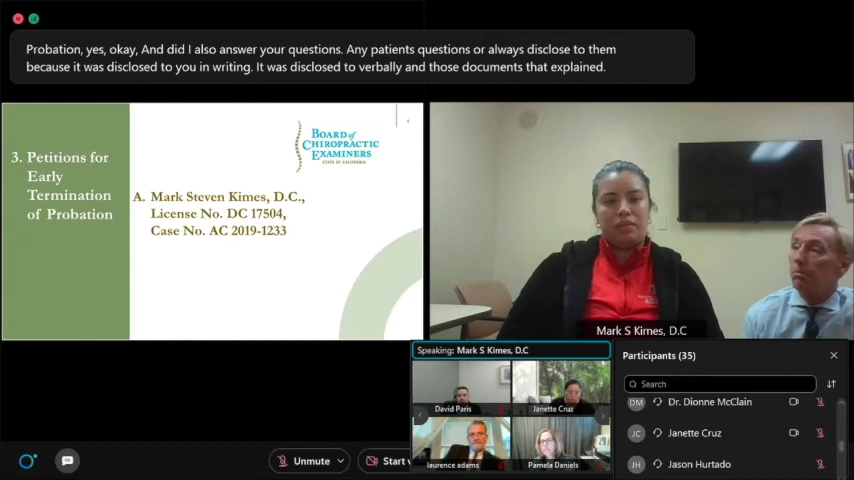 Probation, yes, okay, And did I also answer your questions. Any patients questions or always disclose to them
because it was disclosed to you in writing. It was disclosed to verbally and those documents that explained.
3. Petitions for
Early
Termination
of Probation
BOARD of
CHIROPRACTIC
EXAMINERS
STATE OF CALIFORNIA
A. Mark Steven Kimes, D.C.,
License No. DC 17504,
Case No. AC 2019-1233
Mark S Kimes, D.C
Speaking: Mark S Kimes, D.C
David Paris
Janette Cruz
laurence adams
Pamela Daniels
Participants (35)
Search
DM Dr. Dionne McClain
JC Janette Cruz
JH Jason Hurtado
Unmute
Start v